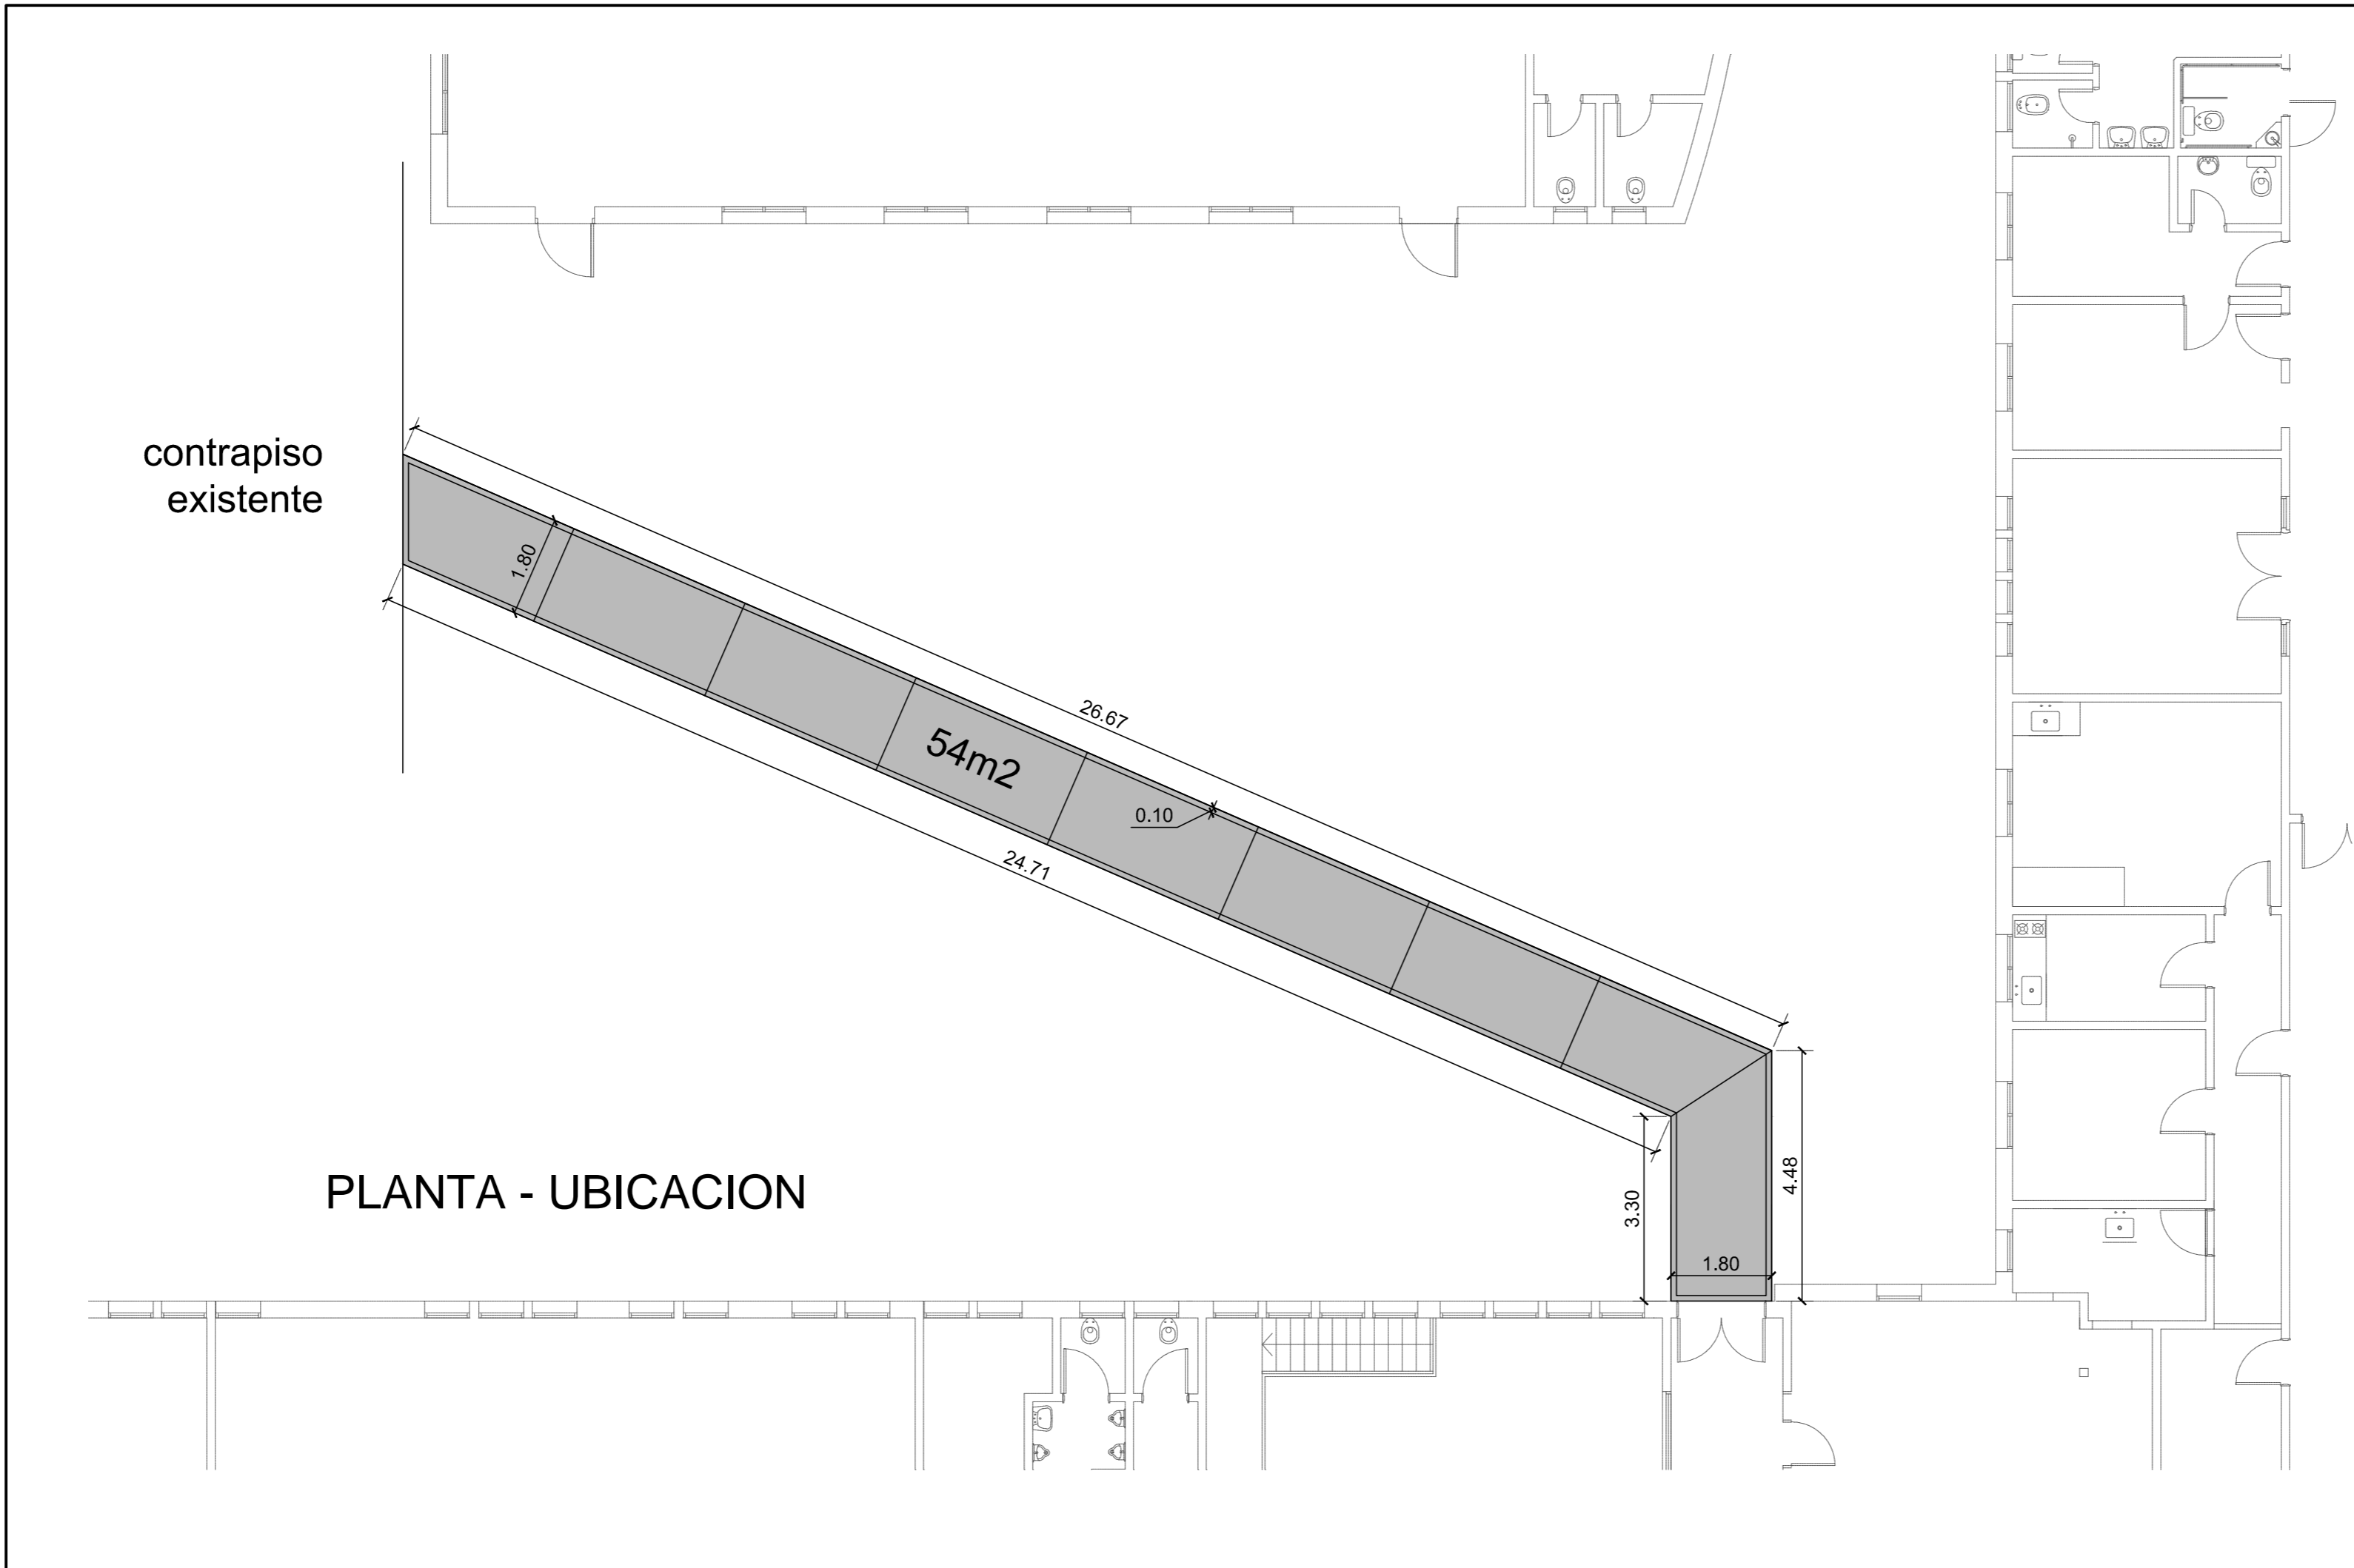 contrapiso
existente
1.80
26.67
54m2
0.10
24.71
PLANTA - UBICACION
3.30
4.48
1.80